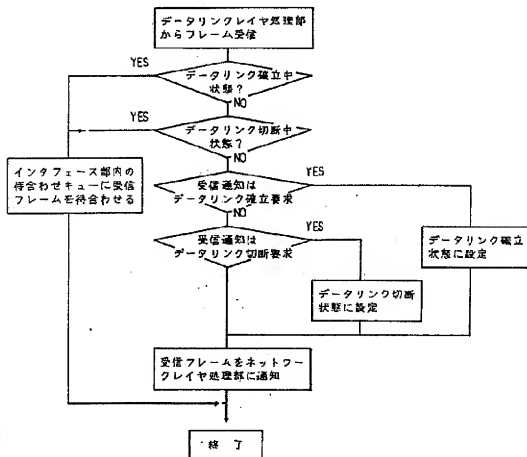 データリンクレイヤ処理部
からフレーム受信
YES
データリンク確立中
状態?
NO
YES
データリンク切断中
状態?
NO
インタフェース部内の
待合わせキューに受信
フレームを待合わせる
YES
受信通知は
データリンク確立要求
NO
YES
受信通知は
データリンク切断要求
データリンク確立
状態に設定
データリンク切断
状態に設定
受信フレームをネットワー
クレイヤ処理部に通知
終了